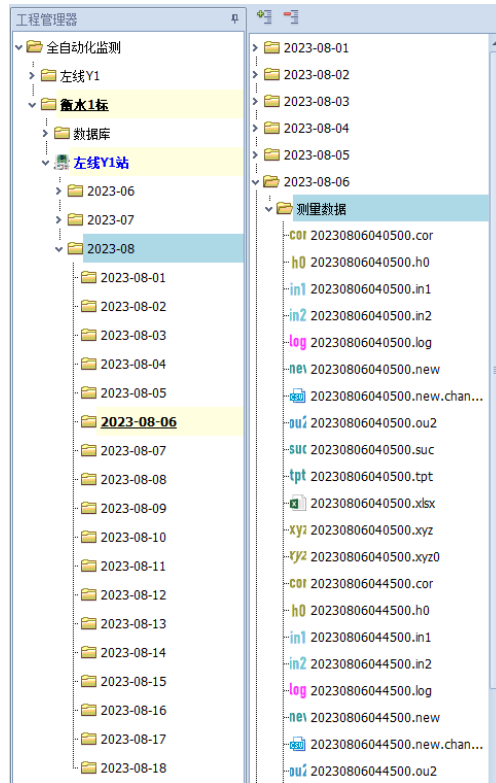 工程管理器
全自动化监测
左线Y1
衡水1标
数据库
左线Y1站
2023-06
2023-07
2023-08
2023-08-01
2023-08-02
2023-08-03
2023-08-04
2023-08-05
2023-08-06
2023-08-07
2023-08-08
2023-08-09
2023-08-10
2023-08-11
2023-08-12
2023-08-13
2023-08-14
2023-08-15
2023-08-16
2023-08-17
2023-08-18
2023-08-01
2023-08-02
2023-08-03
2023-08-04
2023-08-05
2023-08-06
测量数据
cor 20230806040500.cor
h0 20230806040500.h0
in1 20230806040500.in1
in2 20230806040500.in2
log 20230806040500.log
new 20230806040500.new
20230806040500.new.chan...
ou2 20230806040500.ou2
suc 20230806040500.suc
tpt 20230806040500.tpt
20230806040500.xlsx
xyz 20230806040500.xyz
xyz 20230806040500.xyz0
cor 20230806044500.cor
h0 20230806044500.h0
in1 20230806044500.in1
in2 20230806044500.in2
log 20230806044500.log
new 20230806044500.new
20230806044500.new.chan...
ou2 20230806044500.ou2